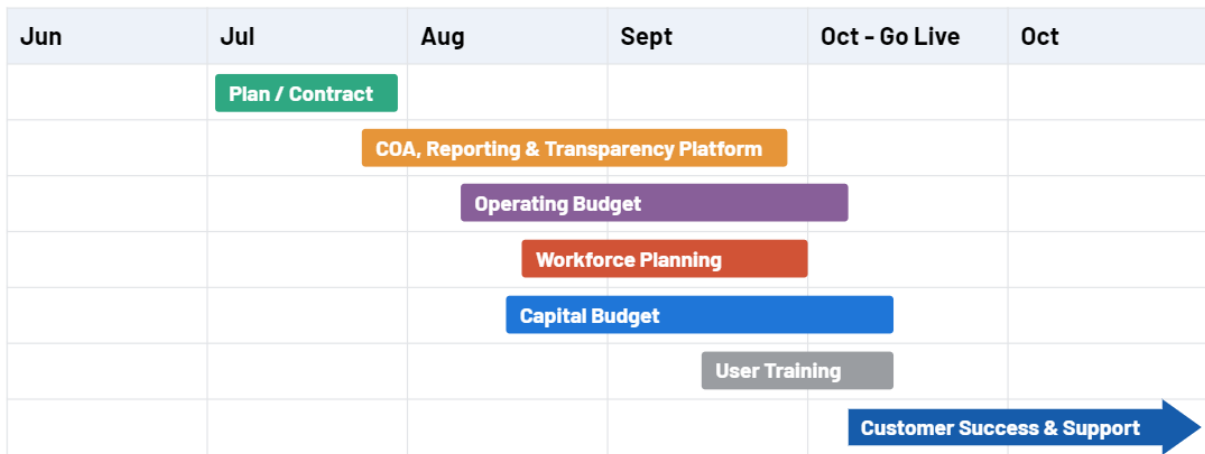 Jun
Jul
Aug
Sept
Oct - Go Live
Oct
Plan / Contract
COA, Reporting & Transparency Platform
Operating Budget
Workforce Planning
Capital Budget
User Training
Customer Success & Support